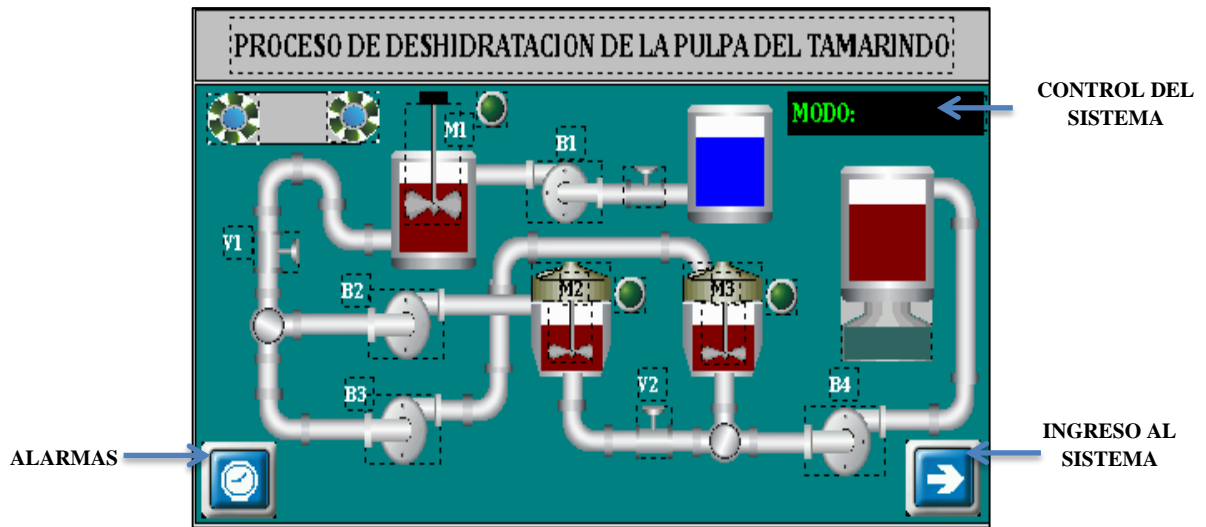 PROCESO DE DESHIDRATACION DE LA PULPA DEL TAMARINDO
MODO:
CONTROL DEL
SISTEMA
M1
B1
V1
B2
M2
M3
B3
V2
B4
ALARMAS
INGRESO AL
SISTEMA